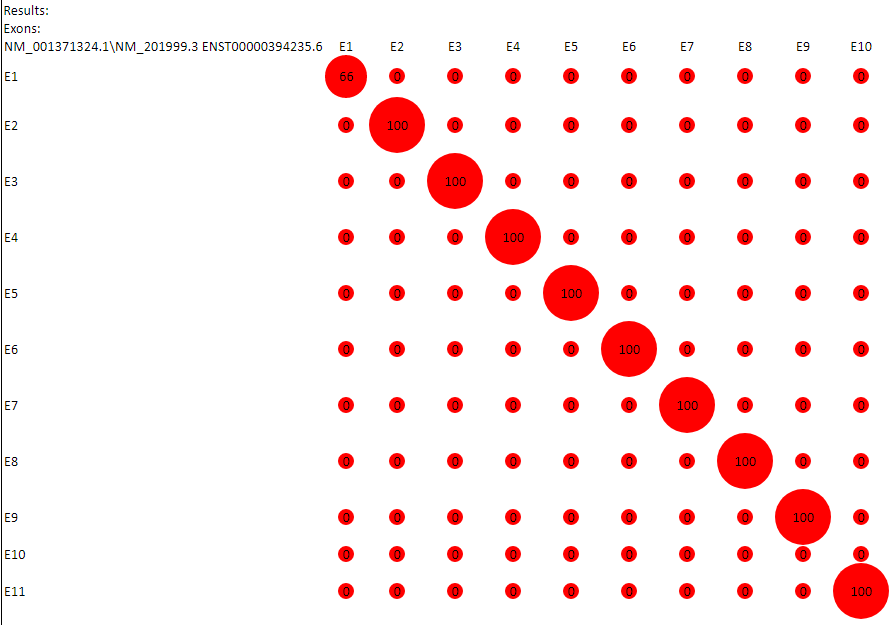 Results:
Exons:
NM_001371324.1\NM_201999.3 ENST00000394235.6 E1 E2 E3 E4 E5 E6 E7 E8 E9 E10
E1 66 0 0 0 0 0 0 0 0 0
E2 0 100 0 0 0 0 0 0 0 0
E3 0 0 100 0 0 0 0 0 0 0
E4 0 0 0 100 0 0 0 0 0 0
E5 0 0 0 0 100 0 0 0 0 0
E6 0 0 0 0 0 100 0 0 0 0
E7 0 0 0 0 0 0 100 0 0 0
E8 0 0 0 0 0 0 0 100 0 0
E9 0 0 0 0 0 0 0 0 100 0
E10 0 0 0 0 0 0 0 0 0 0
E11 0 0 0 0 0 0 0 0 0 100